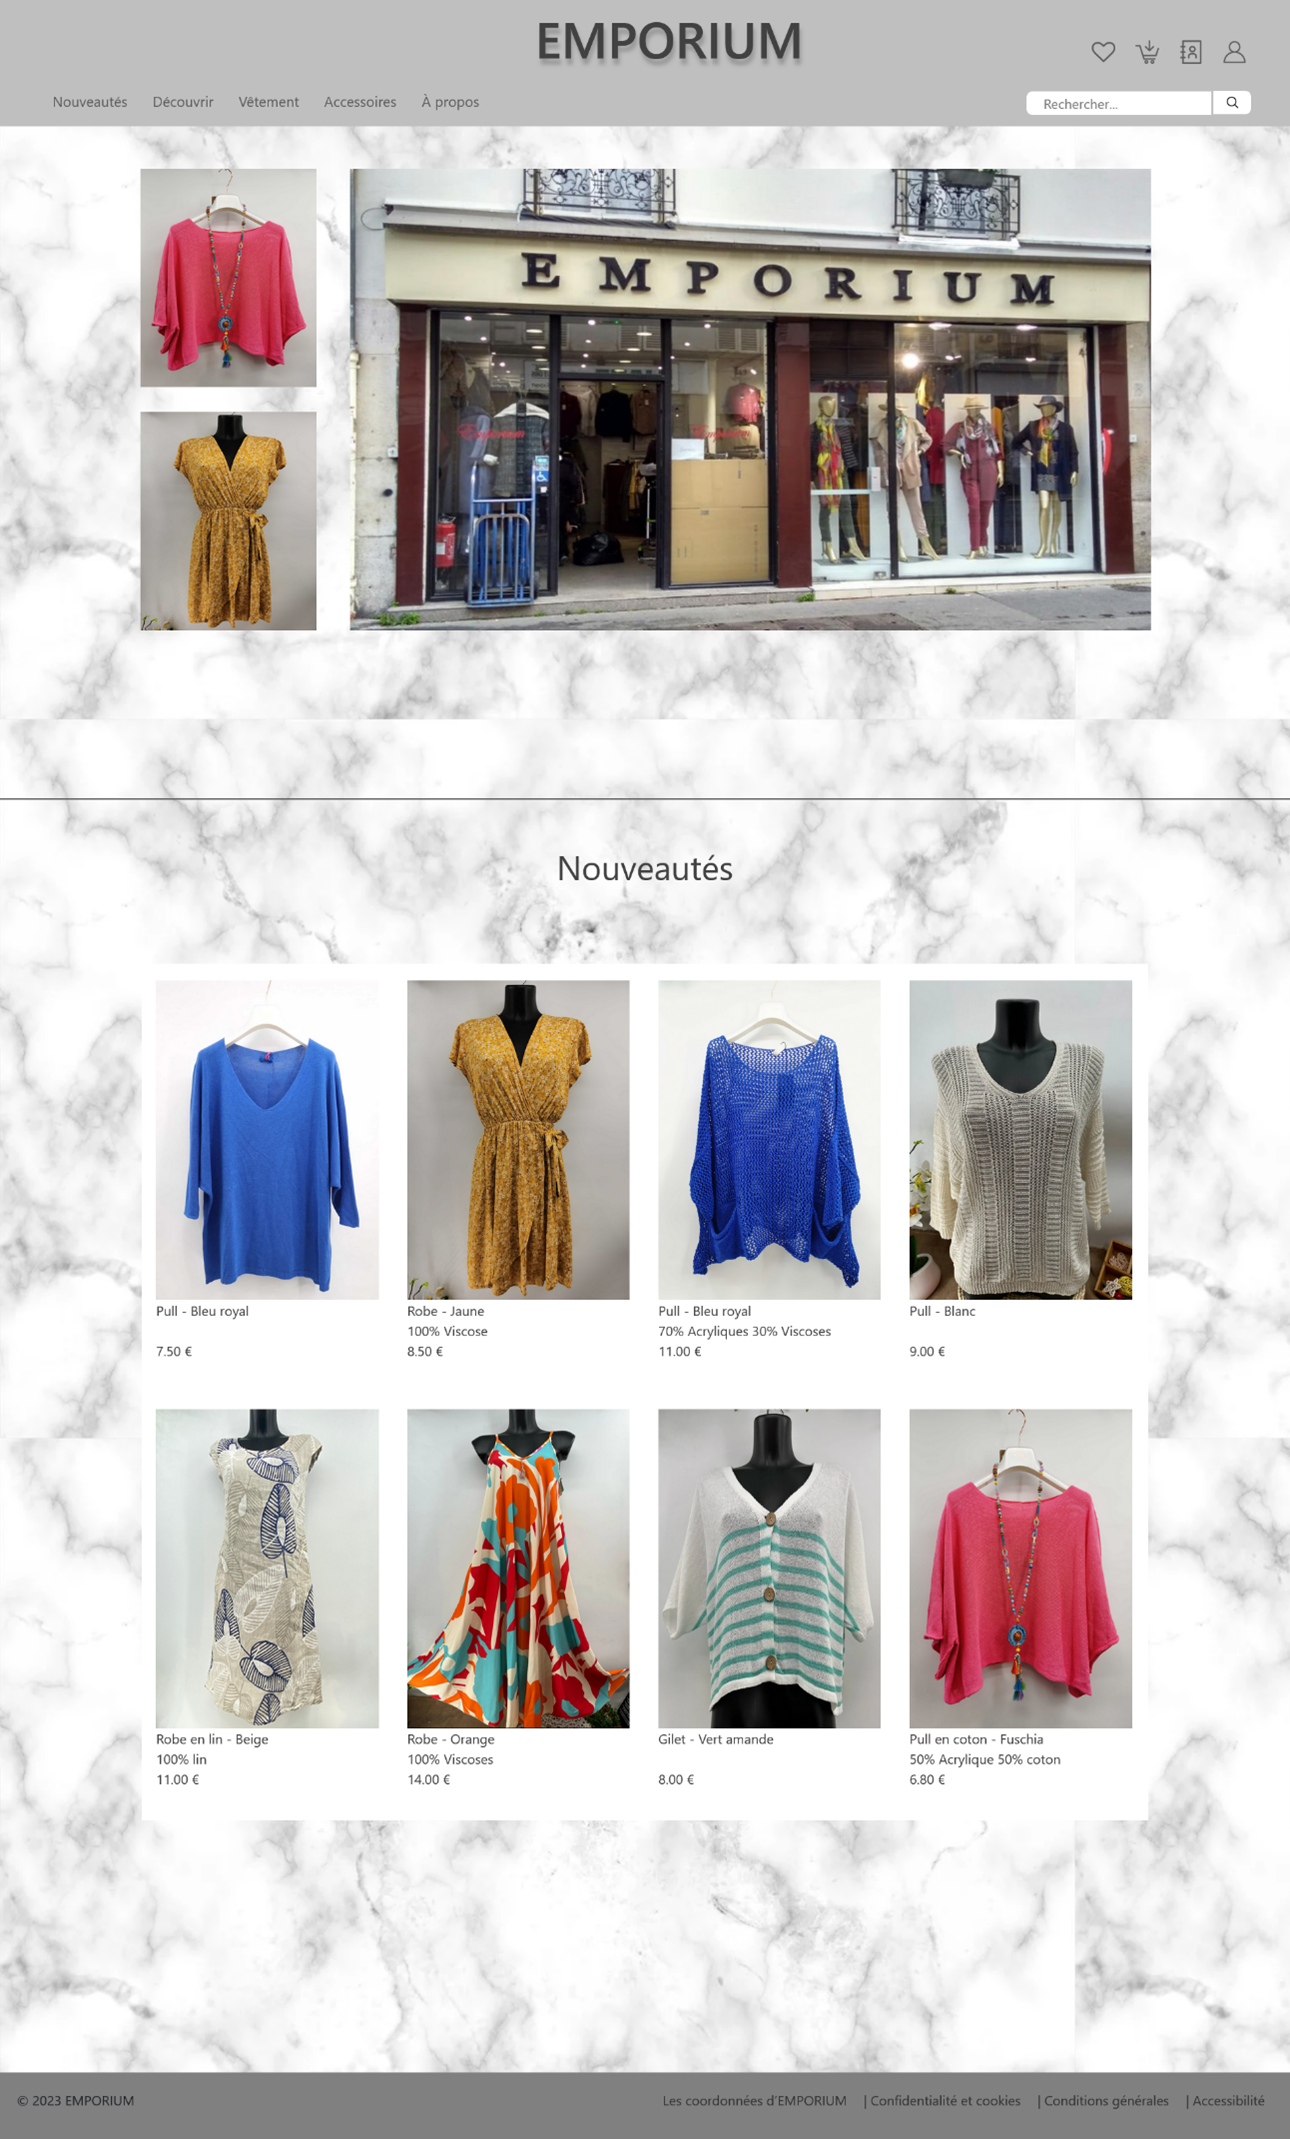 EMPORIUM
Nouveautés Découvrir Vêtement Accessoires À propos
Rechercher...
EMPORIUM
Emporium Emporium
Nouveautés
Pull - Bleu royal
7.50 €
Robe - Jaune
100% Viscose
8.50 €
Pull - Bleu royal
70% Acryliques 30% Viscoses
11.00 €
Pull - Blanc
9.00 €
Robe en lin - Beige
100% lin
11.00 €
Robe - Orange
100% Viscoses
14.00 €
Gilet - Vert amande
8.00 €
Pull en coton - Fuschia
50% Acrylique 50% coton
6.80 €
© 2023 EMPORIUM
Les coordonnées d'EMPORIUM | Confidentialité et cookies | Conditions générales | Accessibilité